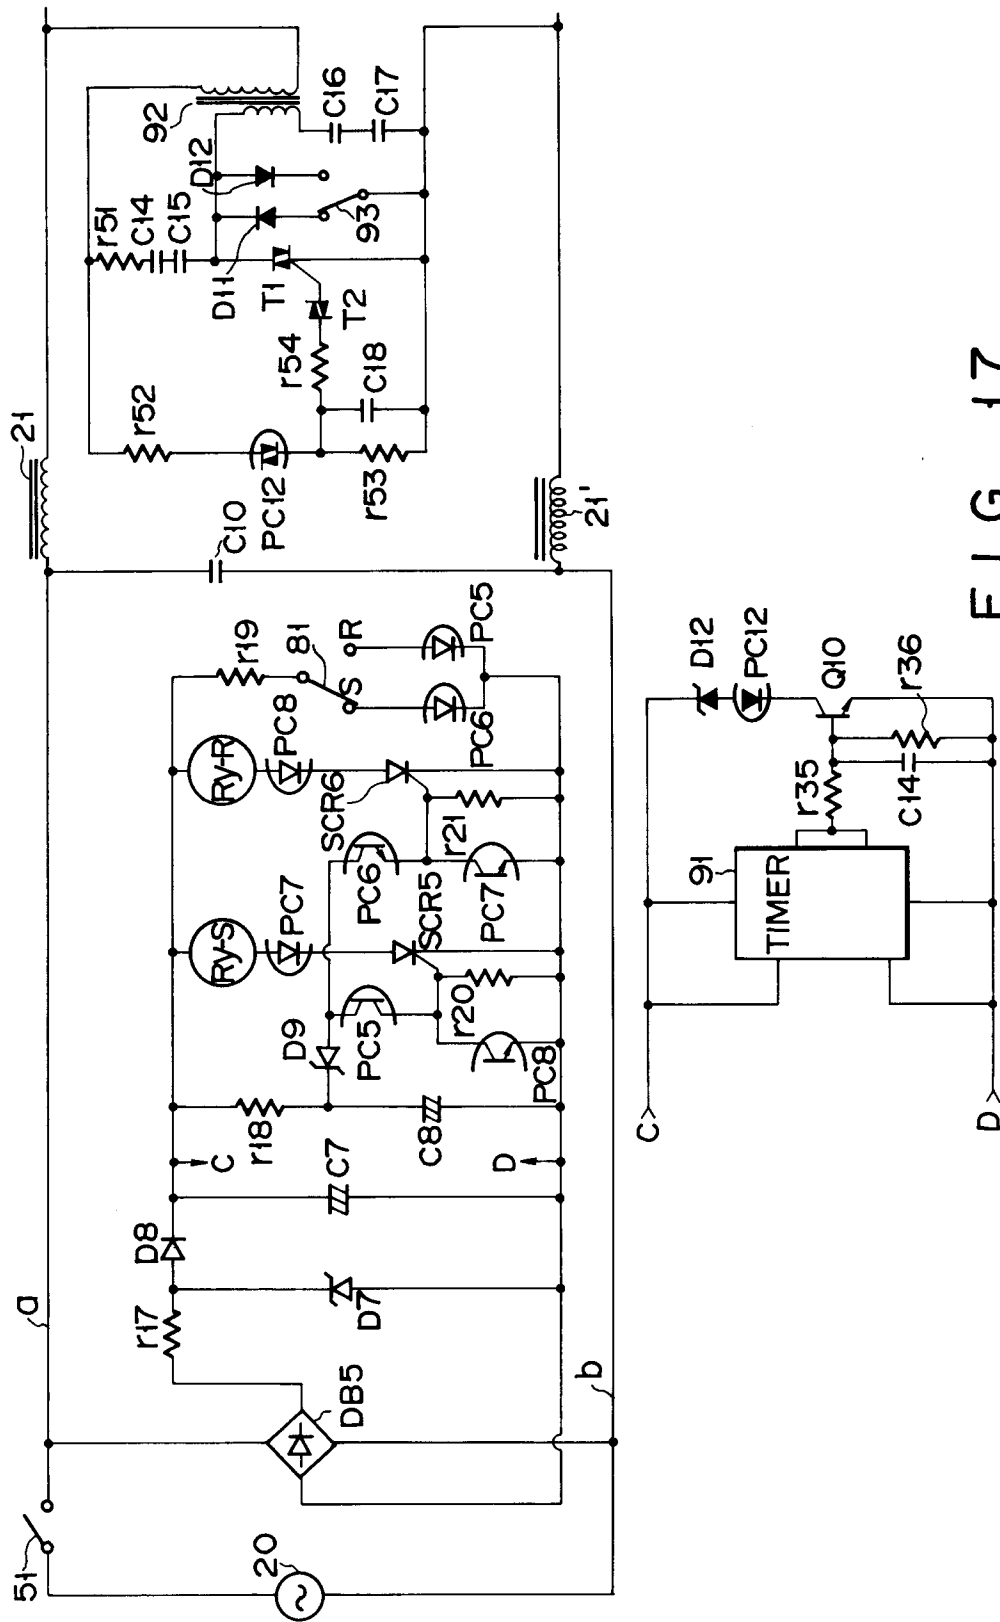 51
20
a
b
DB5
r17
D8
D7
C7
C
D
r18
C8
D9
PC5
PC8
r20
SCR5
Ry-S
PC7
PC6
PC7
r21
SCR6
Ry-R
PC8
r19
81
S
R
PC6
PC5
C10
21
21'
r52
PC12
r53
C18
r54
T2
T1
D11
r51
C14
C15
D12
93
92
C16
C17
C
D
91
TIMER
r35
C14
r36
Q10
PC12
D12
FIG. 17